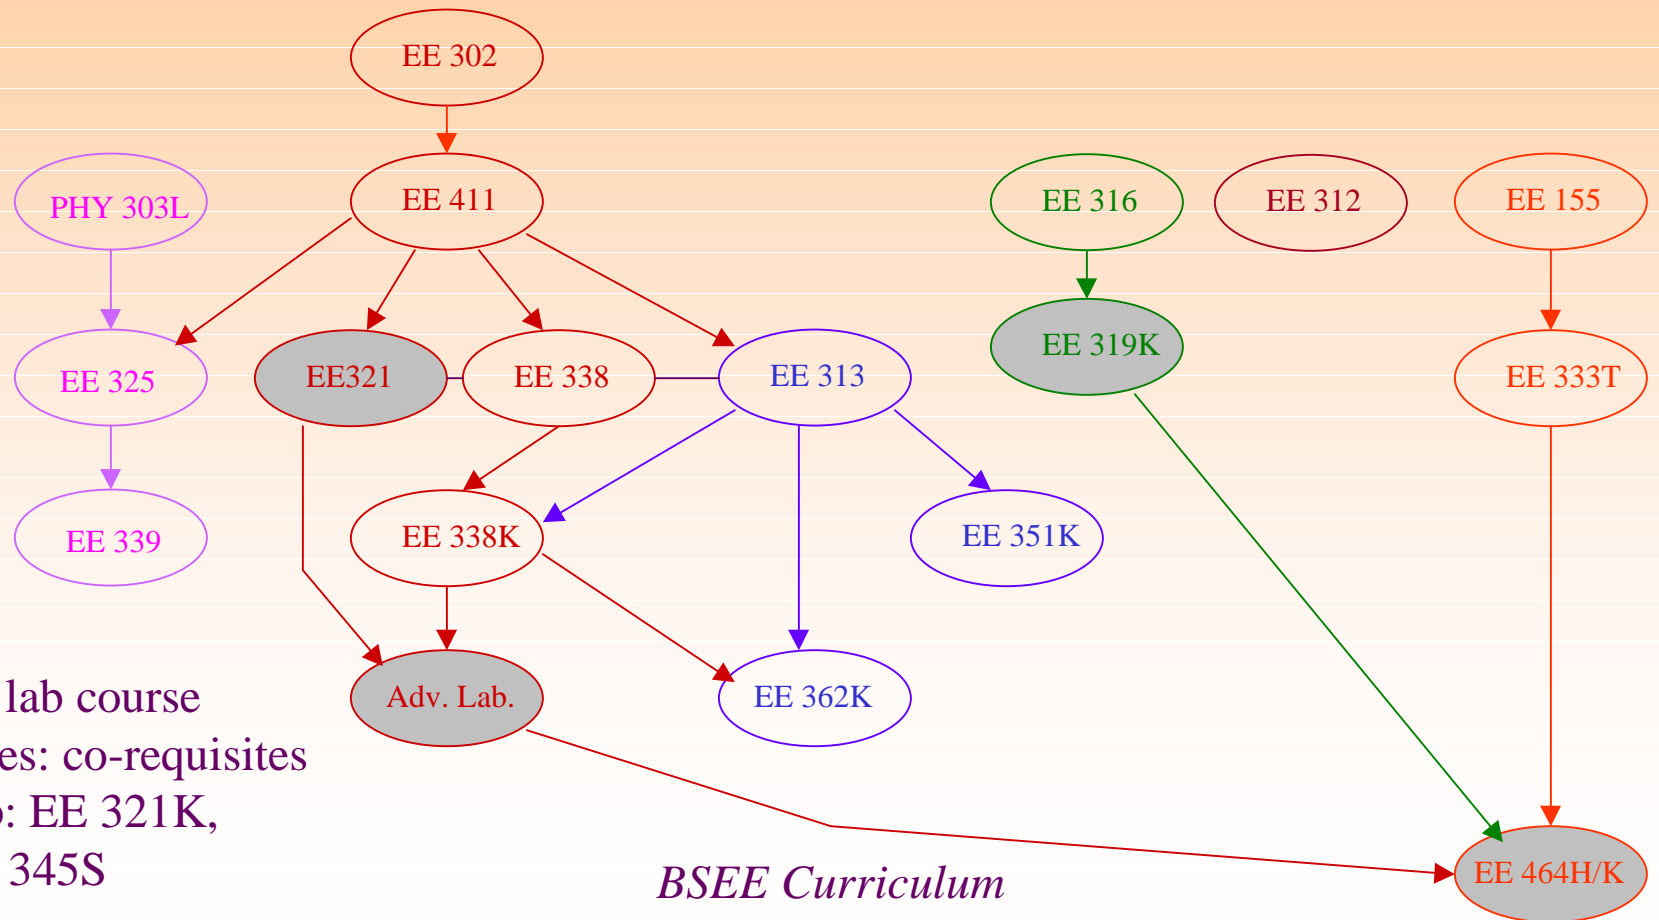 EE 302
PHY 303L
EE 411
EE 316
EE 312
EE 155
EE 325
EE321
EE 338
EE 313
EE 319K
EE 333T
EE 339
EE 338K
EE 351K
Adv. Lab.
EE 362K
lab course
es: co-requisites
: EE 321K,
345S
BSEE Curriculum
EE 464H/K